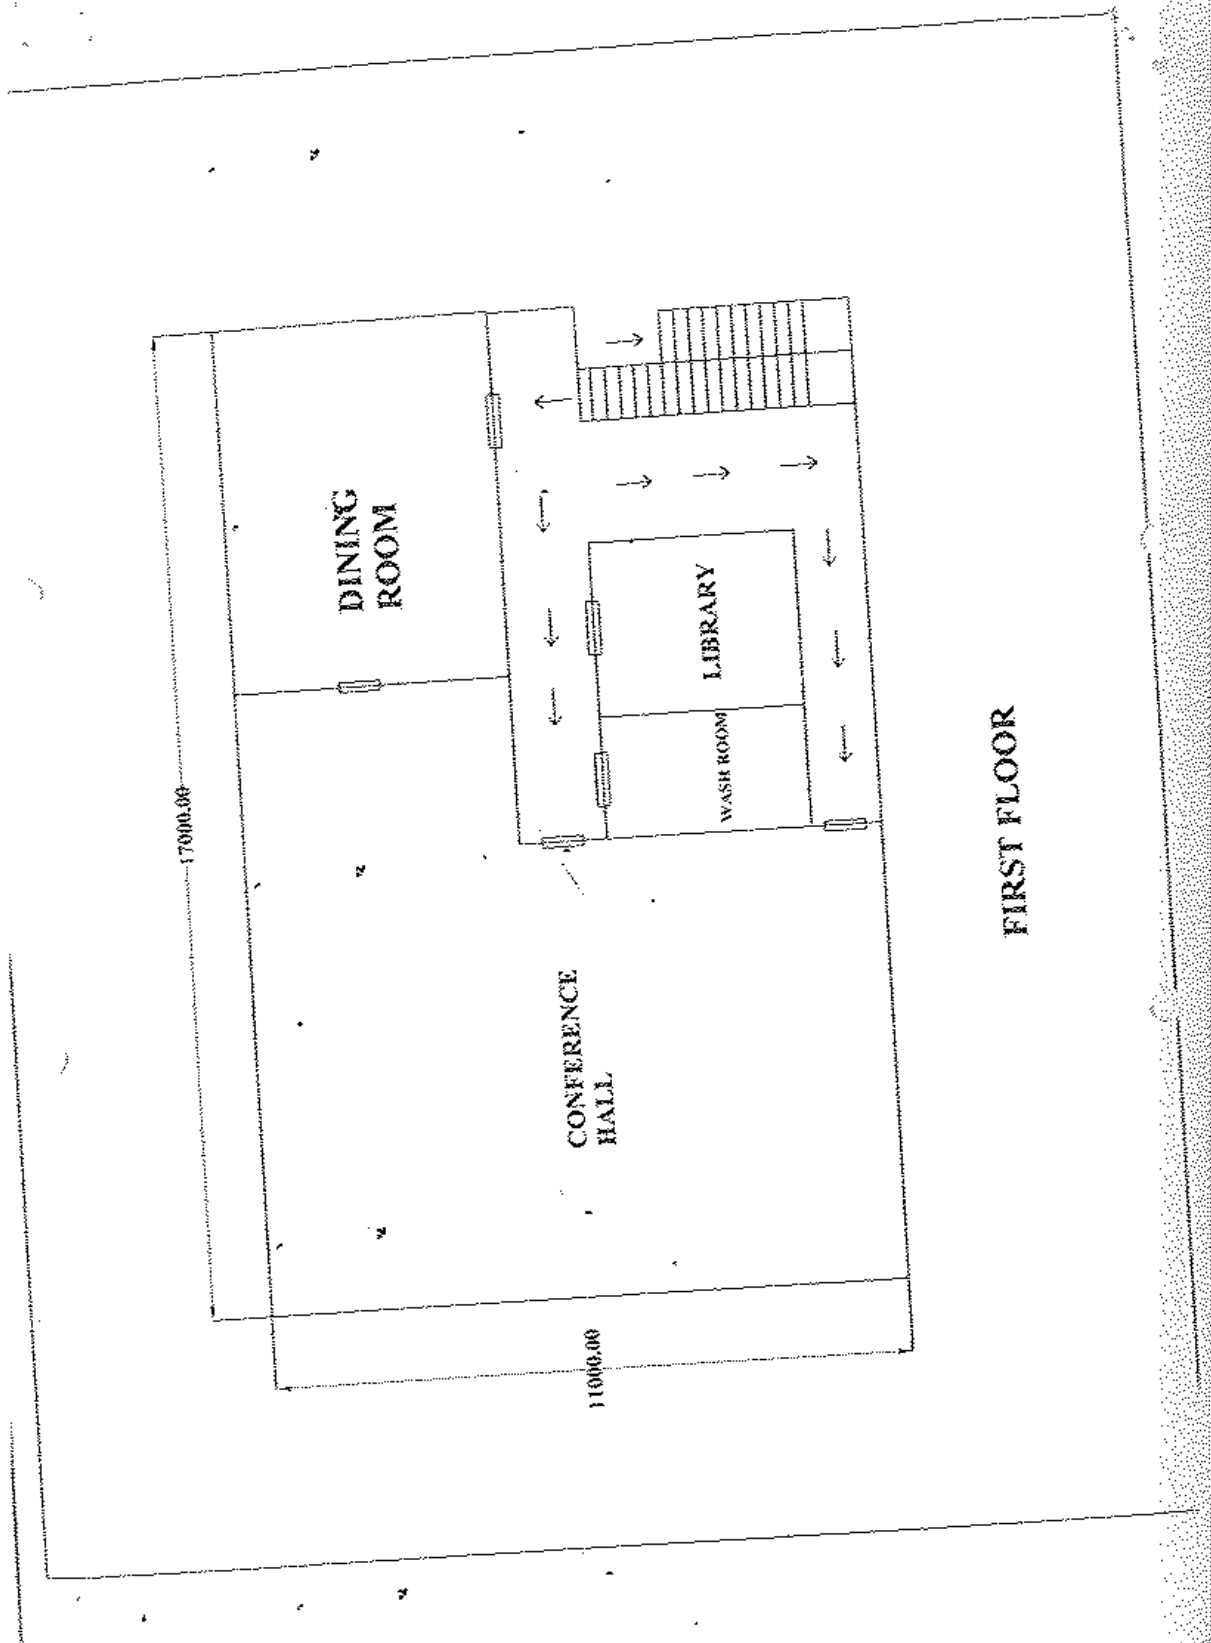 DINING
ROOM
LIBRARY
WASH ROOM
CONFERENCE
HALL
17000.00
11000.00
FIRST FLOOR